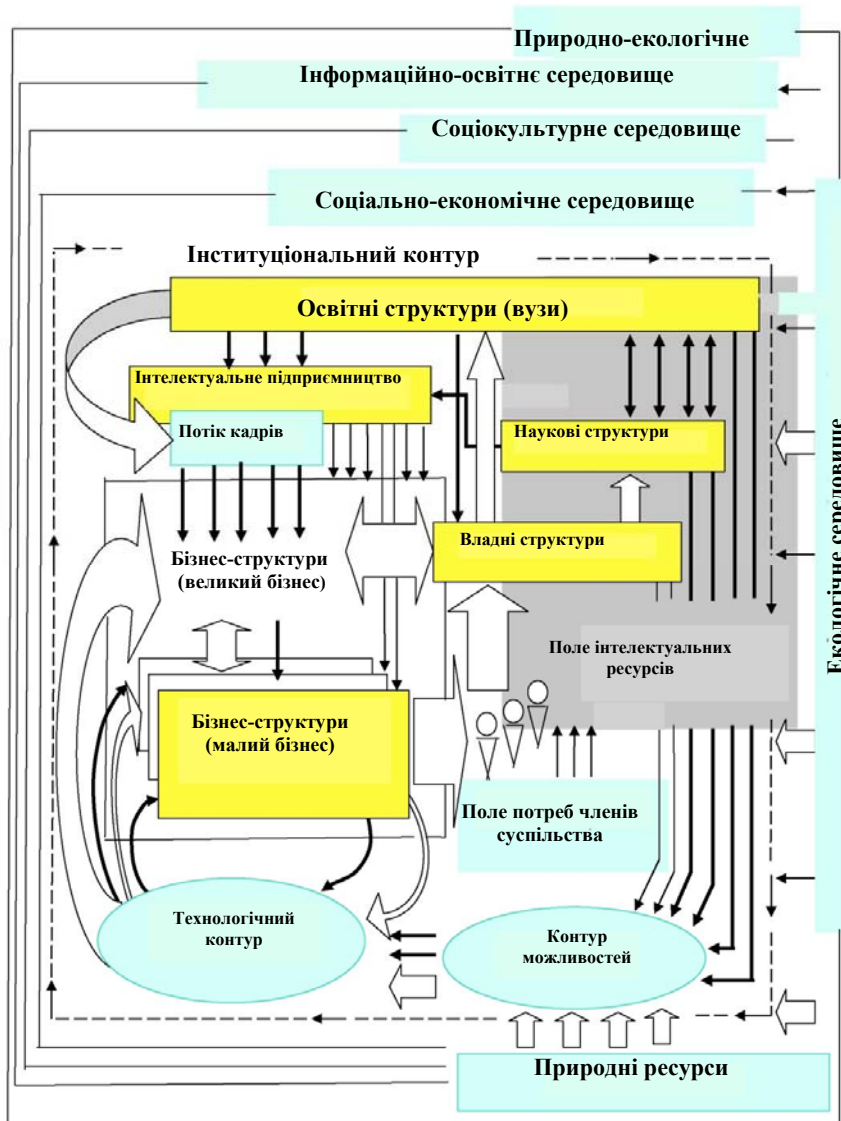 Природно-екологічне
Інформаційно-освітнє середовище
Соціокультурне середовище
Соціально-економічне середовище
Інституціональний контур
Освітні структури (вузи)
Інтелектуальне підприємництво
Потік кадрів
Наукові структури
Владні структури
Бізнес-структури
(великий бізнес)
Поле інтелектуальних
ресурсів
Бізнес-структури
(малий бізнес)
Поле потреб членів
суспільства
Технологічний
контур
Контур
можливостей
Природні ресурси
Екологічне середовище